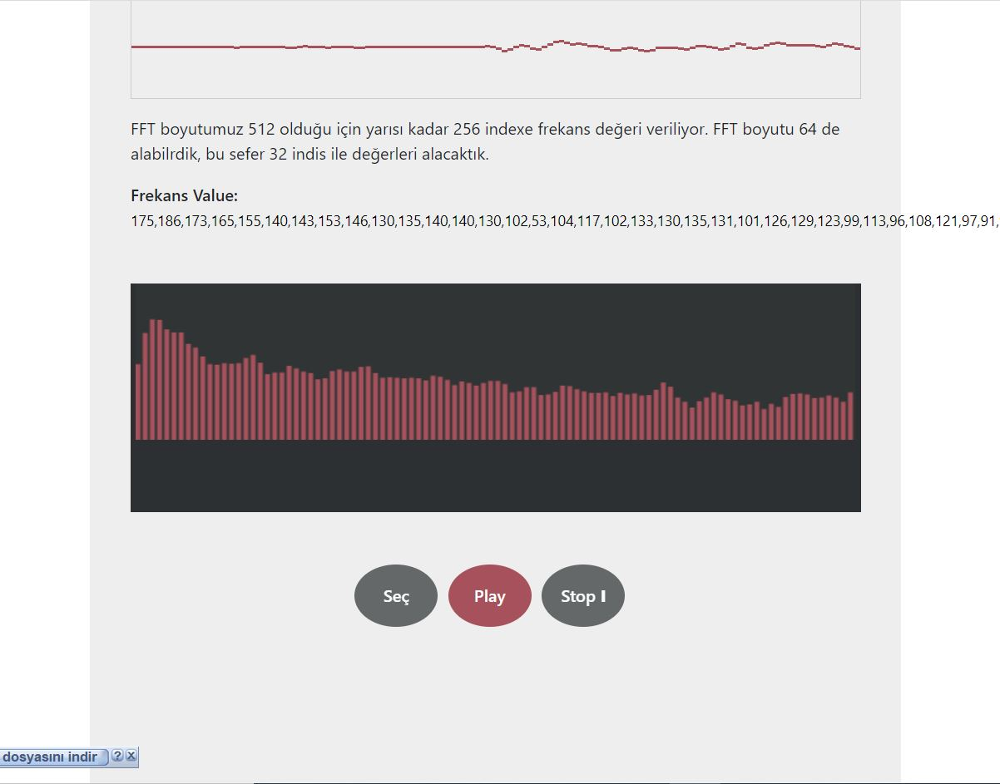 FFT boyutumuz 512 olduğu için yarısı kadar 256 indexe frekans değeri veriliyor. FFT boyutu 64 de
alabilrdik, bu sefer 32 indis ile değerleri alacaktık.
Frekans Value:
175,186,173,165,155,140,143,153,146,130,135,140,140,130,102,53,104,117,102,133,130,135,131,101,126,129,123,99,113,96,108,121,97,91,
Seç
Play
Stop II
dosyasını indir ? x